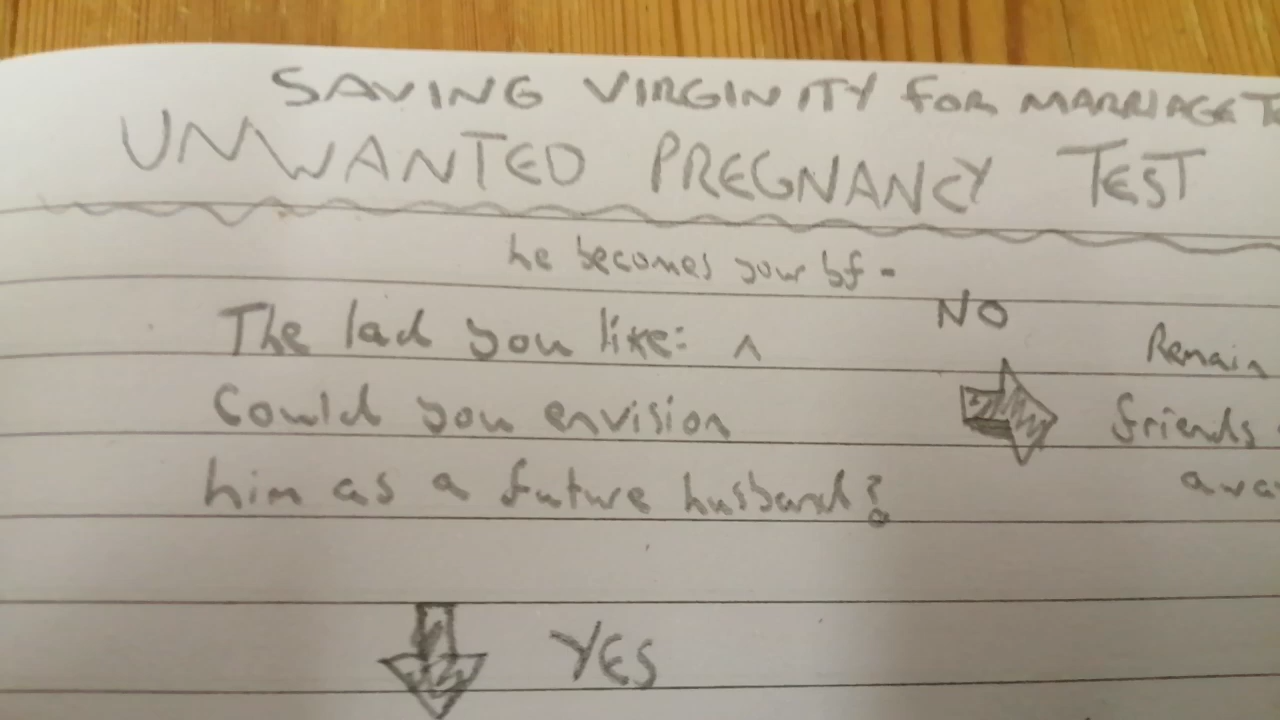 SAVING VIRGINITY FOR MARRIAGE
UNWANTED PREGNANCY TEST
he becomes your bf -
The lad you like: ^
Could you envision
him as a future husband?
NO
Remain
friends
YES